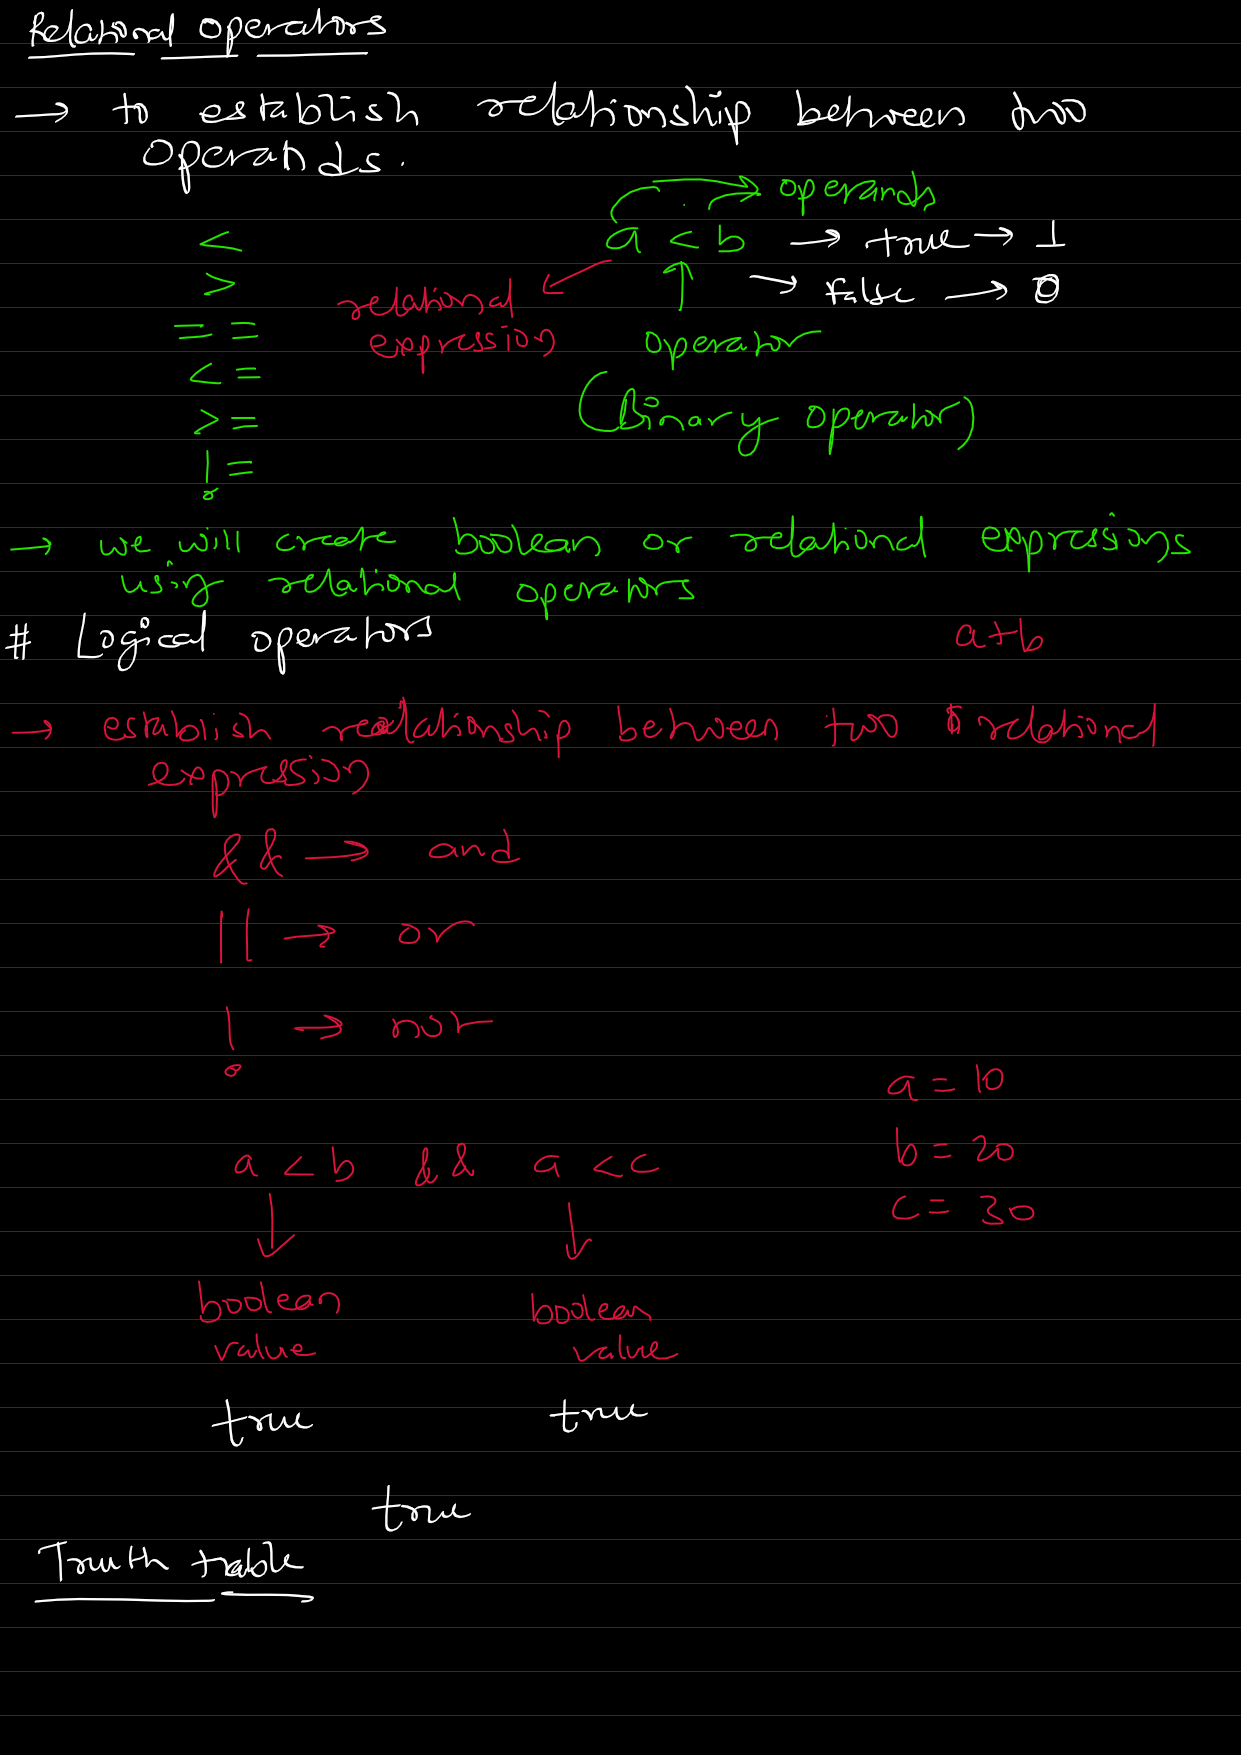 Relational operators
→ to establish relationship between two
operands.
→ operands
< a < b → true → 1
> → False → 0
relational
expression
== operator
<=
>= (Binary operator)
!=
→ we will create boolean or relational expressions
using relational operators
# Logical operators
a+b
→ establish relationship between two relational
expression
&& → and
|| → or
! → not
a = 10
b = 20
c = 30
a < b && a < c
boolean boolean
value value
true true
true
Truth table